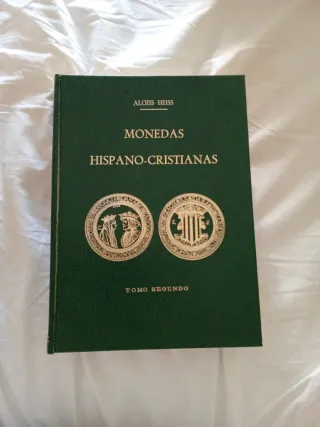 ALOISS HEISS
MONEDAS
HISPANO-CRISTIANAS
TOMO SEGUNDO